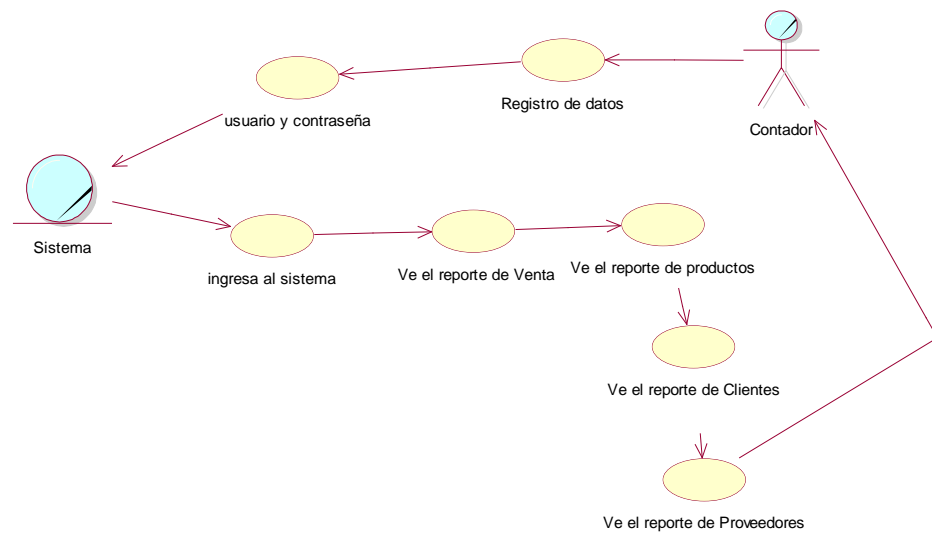 Registro de datos
usuario y contraseña
Contador
Sistema
ingresa al sistema
Ve el reporte de Venta
Ve el reporte de productos
Ve el reporte de Clientes
Ve el reporte de Proveedores